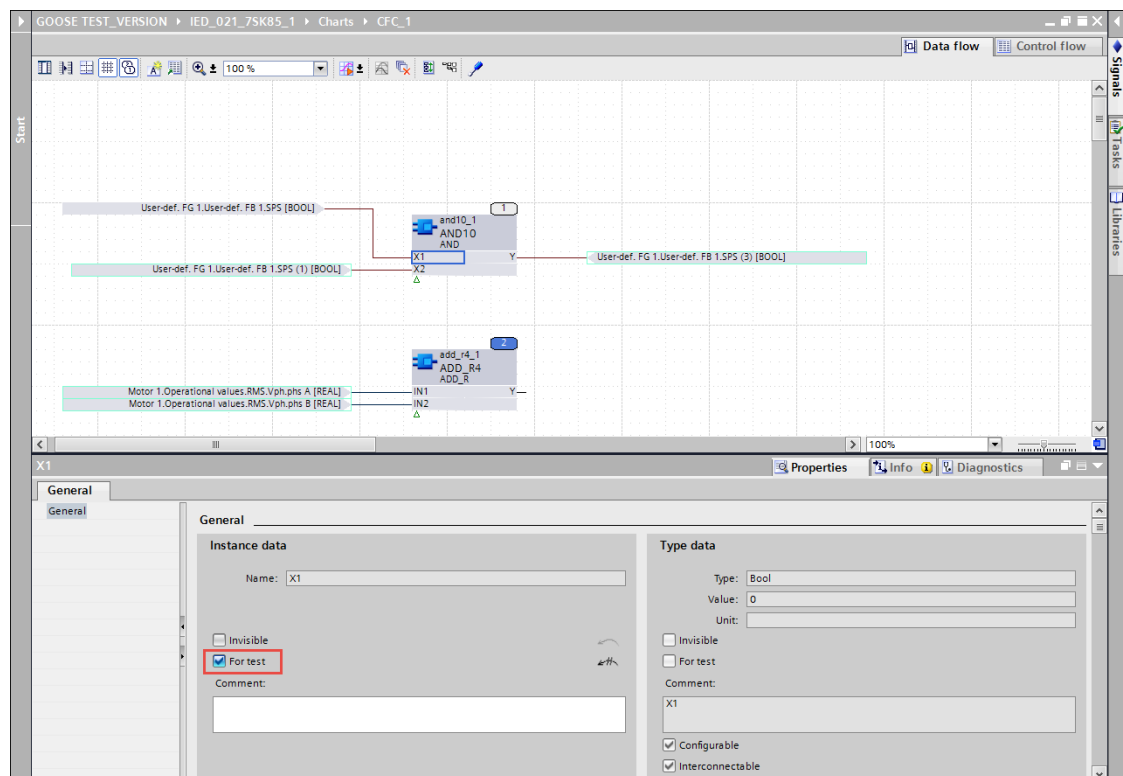 GOOSE TEST_VERSION ▸ IED_021_7SK85_1 ▸ Charts ▸ CFC_1
Data flow
Control flow
100 %
Start
Signals
Tasks
Libraries
1
User-def. FG 1.User-def. FB 1.SPS [BOOL]
and10_1
AND10
AND
X1
Y
User-def. FG 1.User-def. FB 1.SPS (3) [BOOL]
User-def. FG 1.User-def. FB 1.SPS (1) [BOOL]
X2
2
add_r4_1
ADD_R4
ADD_R
Motor 1.Operational values.RMS.Vph.phs A [REAL]
IN1
Y
Motor 1.Operational values.RMS.Vph.phs B [REAL]
IN2
100%
X1
Properties
Info
Diagnostics
General
General
General
Instance data
Type data
Name: X1
Type: Bool
Value: 0
Unit:
Invisible
Invisible
For test
For test
Comment:
Comment:
X1
Configurable
Interconnectable